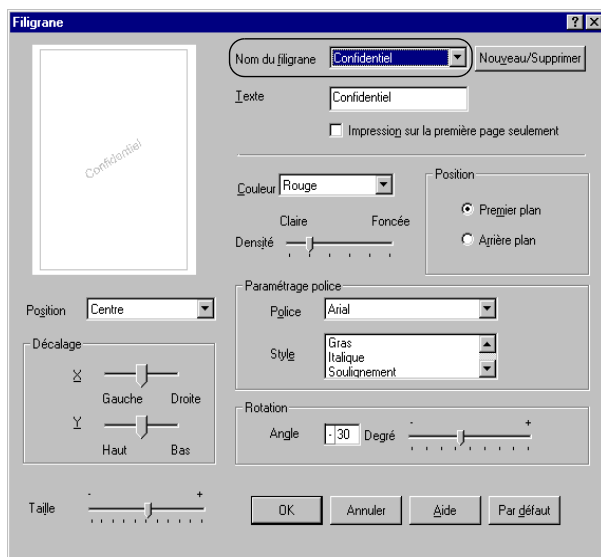 Filigrane
Nom du filigrane Confidentiel Nouveau/Supprimer
Texte Confidentiel
Impression sur la première page seulement
Confidentiel
Couleur Rouge
Position
Premier plan
Arrière plan
Claire Foncée
Densité
Position Centre
Paramétrage police
Police Arial
Style Gras
Italique
Soulignement
Décalage
X
Gauche Droite
Y
Haut Bas
Rotation
Angle - 30 Degré - +
Taille - +
OK Annuler Aide Par défaut